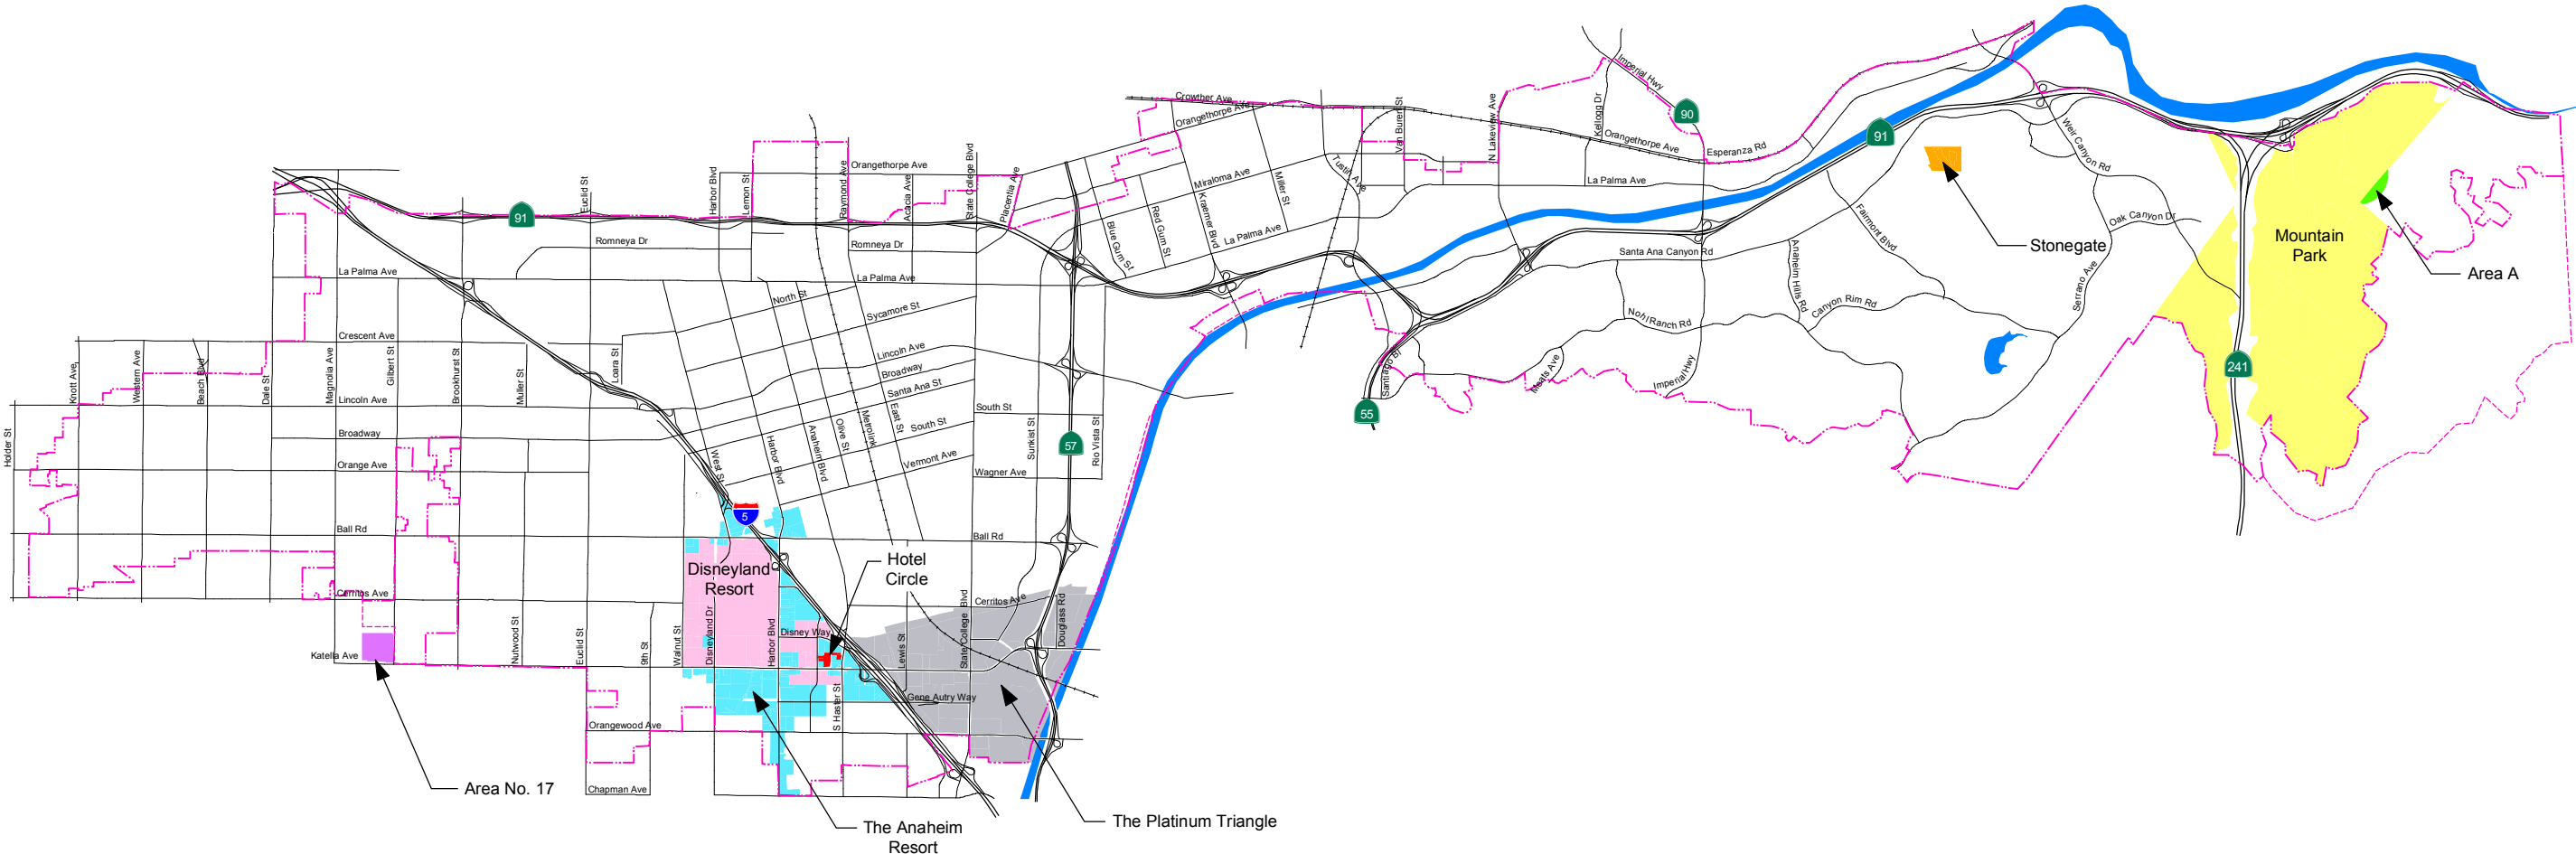 Imperial Hwy
90
Crowther Ave
Orangethorpe Ave
Van Buren St
N Lakeview Ave
Kellogg Dr
Orangethorpe Ave
Esperanza Rd
91
Weir Canyon Rd
Orangethorpe Ave
Harbor Blvd
Lemon St
Raymond Ave
Acacia Ave
State College Blvd
Placentia Ave
Euclid St
91
Miraloma Ave
Miller St
Tustin Ave
La Palma Ave
Kraemer Blvd
Red Gum St
Blue Gum St
La Palma Ave
Romneya Dr
Romneya Dr
Fairmont Blvd
Oak Canyon Dr
Stonegate
Mountain
Park
Area A
Santa Ana Canyon Rd
Anaheim Hills Rd
Canyon Rim Rd
Serrano Ave
Nohl Ranch Rd
La Palma Ave
La Palma Ave
North St
Sycamore St
Crescent Ave
Lincoln Ave
Broadway
Santa Ana St
Knott Ave
Western Ave
Beach Blvd
Dale St
Magnolia Ave
Gilbert St
Brookhurst St
Muller St
Loara St
Santiago Bl
Meats Ave
Imperial Hwy
241
55
Lincoln Ave
South St
Holder St
Broadway
Orange Ave
West St
Harbor Blvd
Anaheim Blvd
Olive St
Metrolink
East St
South St
Vermont Ave
Wagner Ave
Sunkist St
57
Rio Vista St
5
Ball Rd
Ball Rd
Disneyland
Resort
Hotel
Circle
Cerritos Ave
Cerritos Ave
Nutwood St
Euclid St
9th St
Walnut St
Disneyland Dr
Harbor Blvd
Disney Way
Lewis St
State College Blvd
Douglass Rd
Katella Ave
S Haster St
Gene Autry Way
Orangewood Ave
Area No. 17
Chapman Ave
The Anaheim
Resort
The Platinum Triangle